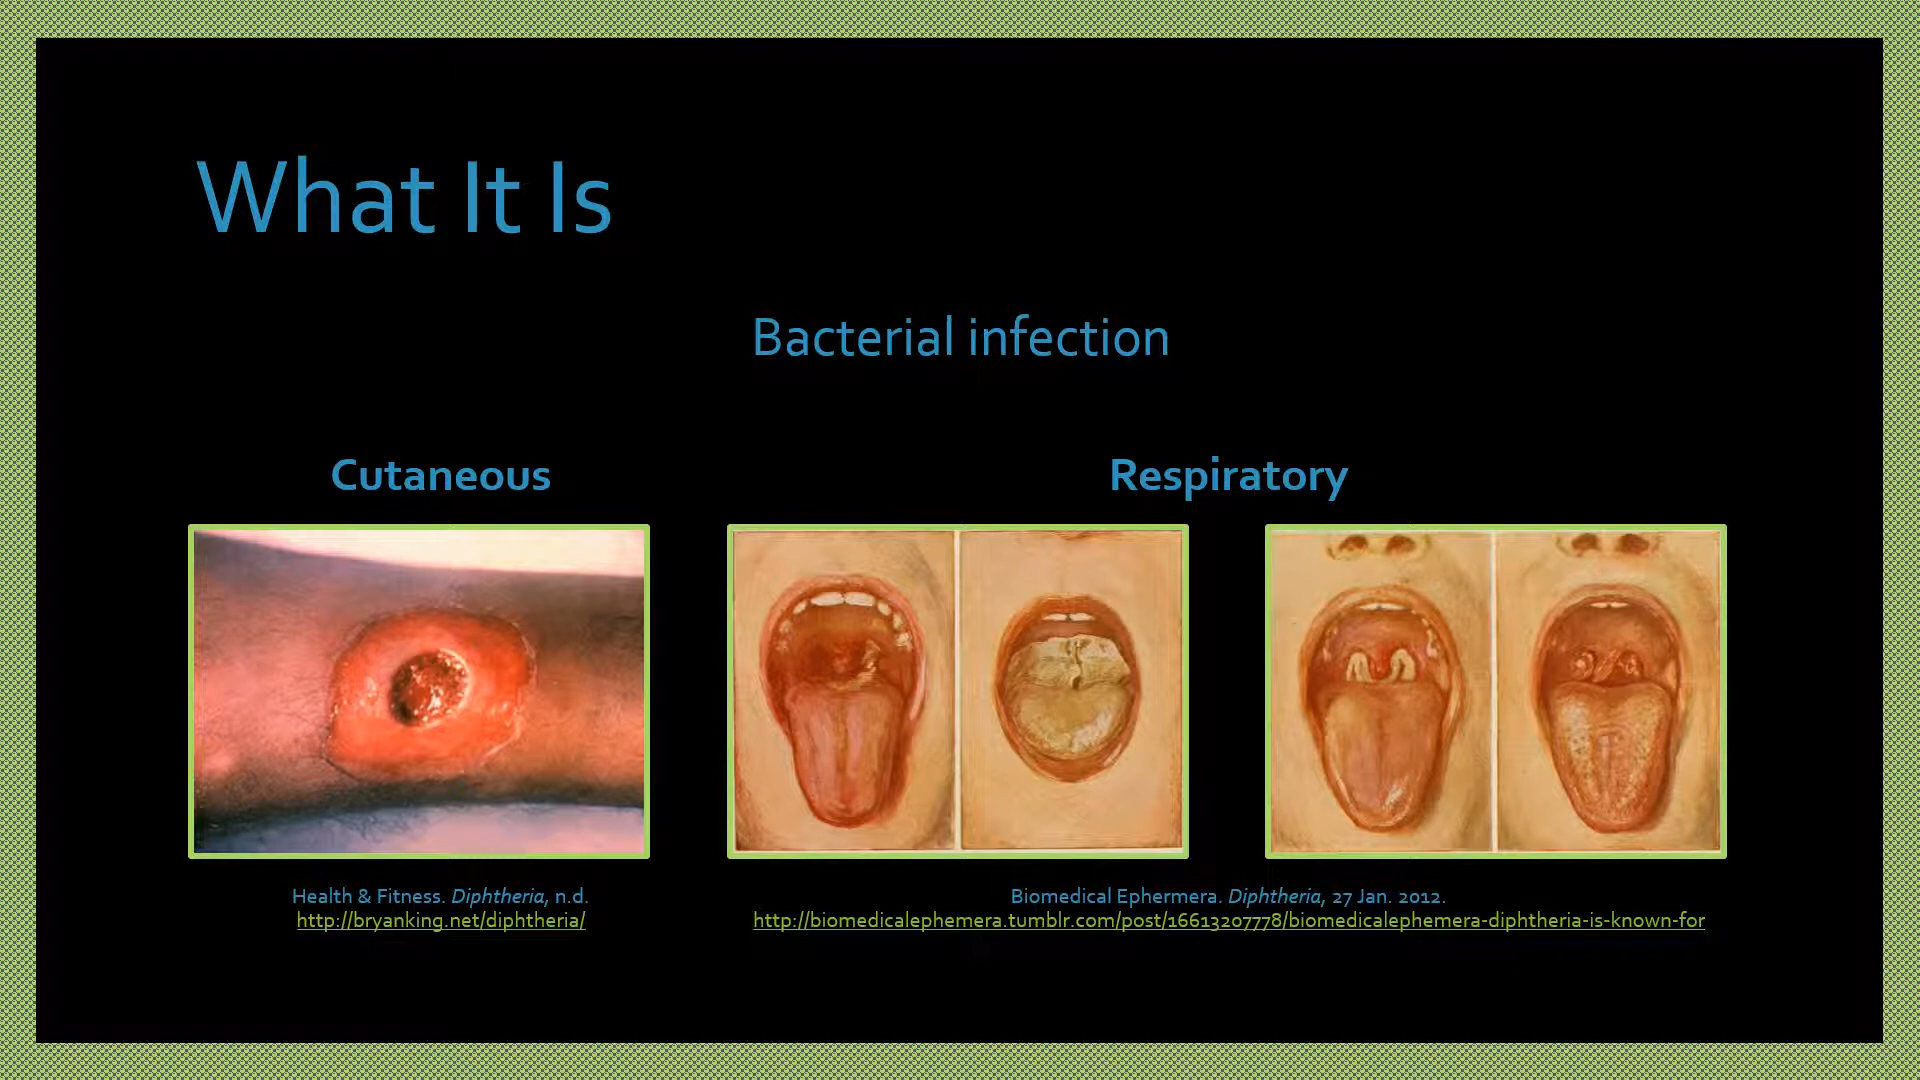 What It Is
Bacterial infection
Cutaneous
Respiratory
Health & Fitness. Diphtheria, n.d.
http://bryanking.net/diphtheria/
Biomedical Ephermera. Diphtheria, 27 Jan. 2012.
http://biomedicalephemera.tumblr.com/post/16613207778/biomedicalephemera-diphtheria-is-known-for